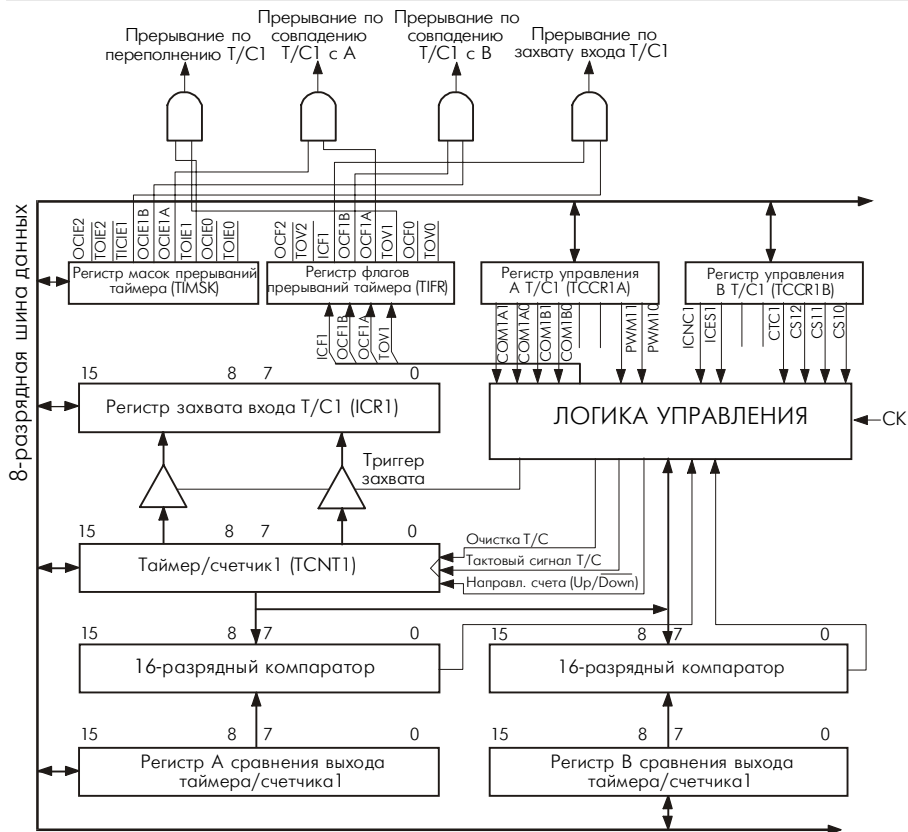 Прерывание по
переполнению Т/С1
Прерывание по
совпадению
Т/С1 с А
Прерывание по
совпадению
Т/С1 с В
Прерывание по
захвату входа Т/С1
8-разрядная шина данных
OCIE2
TOIE2
TICIE1
OCIE1B
OCIE1A
TOIE1
OCIE0
TOIE0
OCF2
TOV2
ICF1
OCF1B
OCF1A
TOV1
OCF0
TOV0
Регистр масок прерываний
таймера (TIMSK)
Регистр флагов
прерываний таймера (TIFR)
Регистр управления
А Т/С1 (TCCR1A)
Регистр управления
В Т/С1 (TCCR1B)
ICF1
OCF1B
OCF1A
TOV1
COM1A1
COM1A0
COM1B1
COM1B0
PWM11
PWM10
ICNC1
ICES1
CTC1
CS12
CS11
CS10
15 8 7 0
Регистр захвата входа Т/С1 (ICR1)
ЛОГИКА УПРАВЛЕНИЯ
СК
Триггер
захвата
15 8 7 0
Таймер/счетчик1 (TCNT1)
Очистка Т/С
Тактовый сигнал Т/С
Направл. счета (Up/Down)
15 8 7 0
16-разрядный компаратор
15 8 7 0
16-разрядный компаратор
15 8 7 0
Регистр А сравнения выхода
таймера/счетчика1
15 8 7 0
Регистр В сравнения выхода
таймера/счетчика1